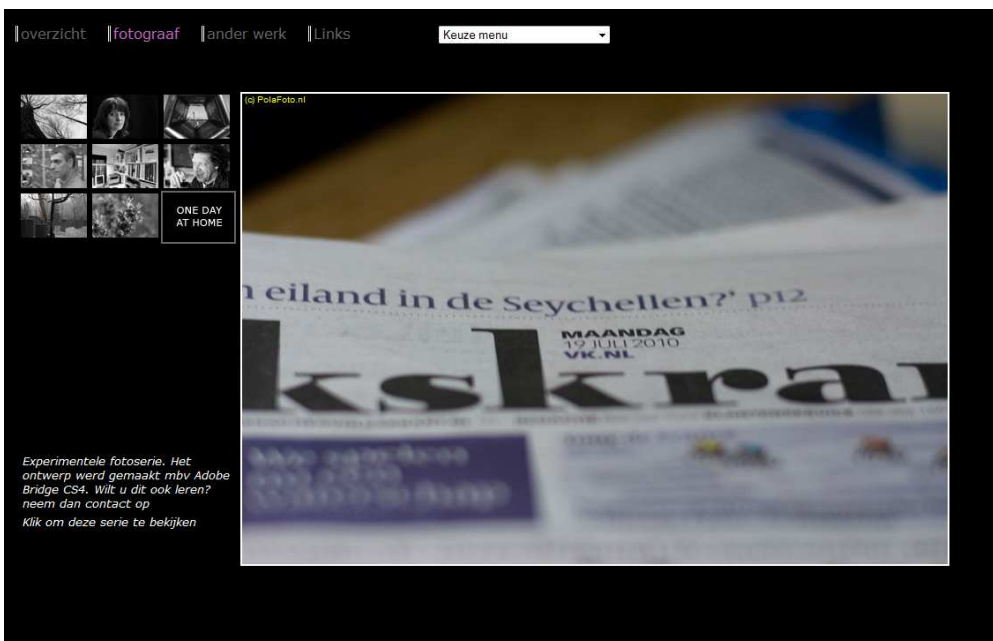 overzicht
fotograaf
ander werk
Links
Keuze menu
(c) PolaFoto.nl
ONE DAY
AT HOME
n eiland in de Seychellen?' p12
MAANDAG
19 JULI 2010
VK.NL
kskran
Experimentele fotoserie. Het
ontwerp werd gemaakt mbv Adobe
Bridge CS4. Wilt u dit ook leren?
neem dan contact op
Klik om deze serie te bekijken